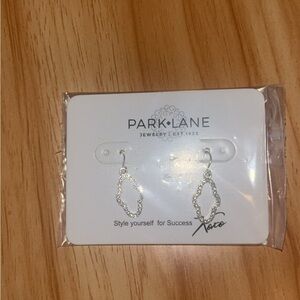 PARK LANE
JEWELRY | EST 1955
Style yourself for Success
Xoxo